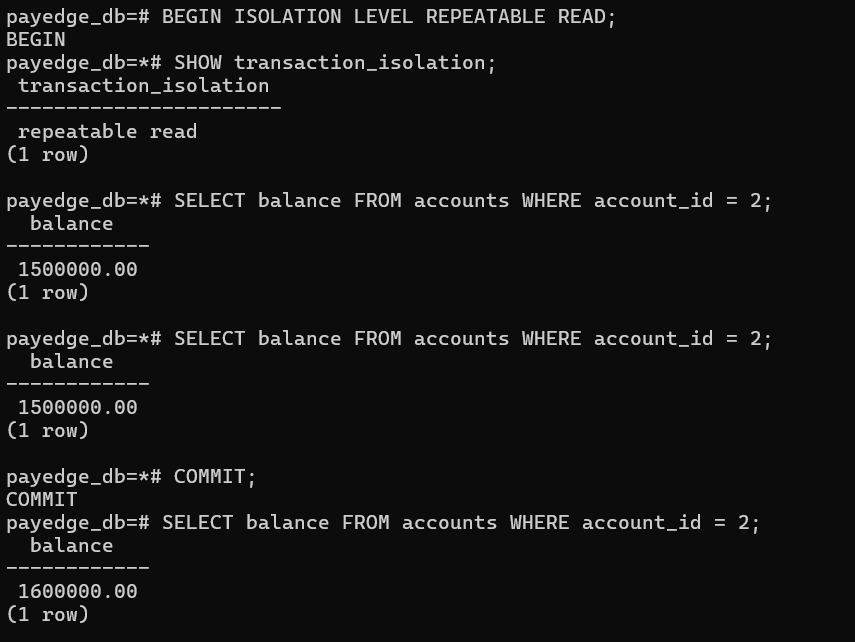 payedge_db=# BEGIN ISOLATION LEVEL REPEATABLE READ;
BEGIN
payedge_db=*# SHOW transaction_isolation;
 transaction_isolation
-----------------------
 repeatable read
(1 row)

payedge_db=*# SELECT balance FROM accounts WHERE account_id = 2;
  balance
------------
 1500000.00
(1 row)

payedge_db=*# SELECT balance FROM accounts WHERE account_id = 2;
  balance
------------
 1500000.00
(1 row)

payedge_db=*# COMMIT;
COMMIT
payedge_db=# SELECT balance FROM accounts WHERE account_id = 2;
  balance
------------
 1600000.00
(1 row)